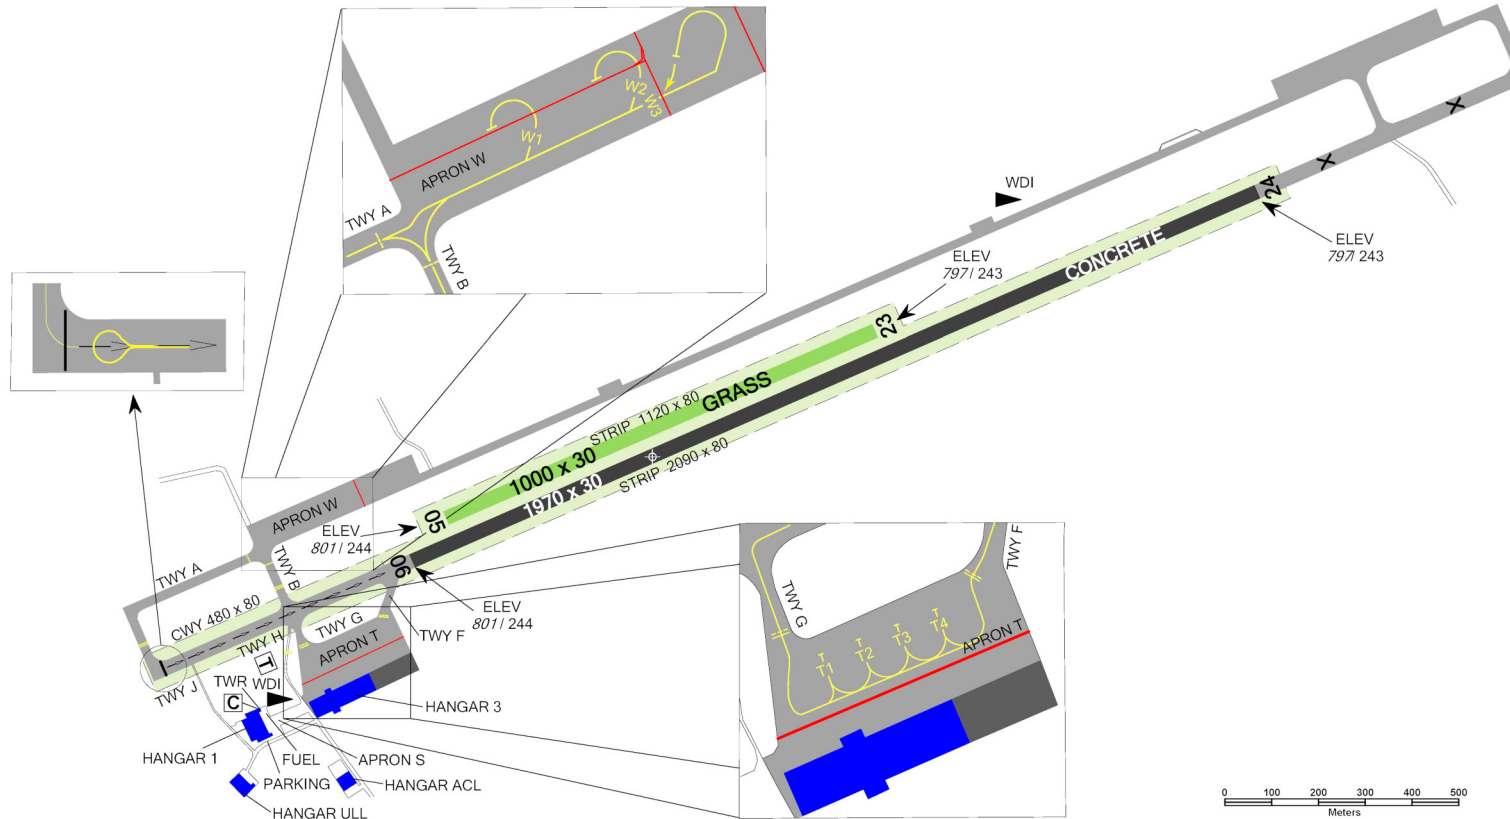 W2
W3
W1
APRON W
TWY A
TWY B
WDI
24
ELEV
797 / 243
CONCRETE
ELEV
797 / 243
23
GRASS
STRIP 1120 x 80
1000 x 30
1970 x 30
STRIP 2090 x 80
05
ELEV
801 / 244
APRON W
TWY A
TWY B
06
ELEV
801 / 244
CWY 480 x 80
TWY G
TWY F
TWY H
TWY J
APRON T
T
TWR
WDI
C
HANGAR 3
HANGAR 1
FUEL
APRON S
PARKING
HANGAR ACL
HANGAR ULL
TWY F
TWY G
T
T4
T
T3
T
T2
T
T1
APRON T
0 100 200 300 400 500
Meters